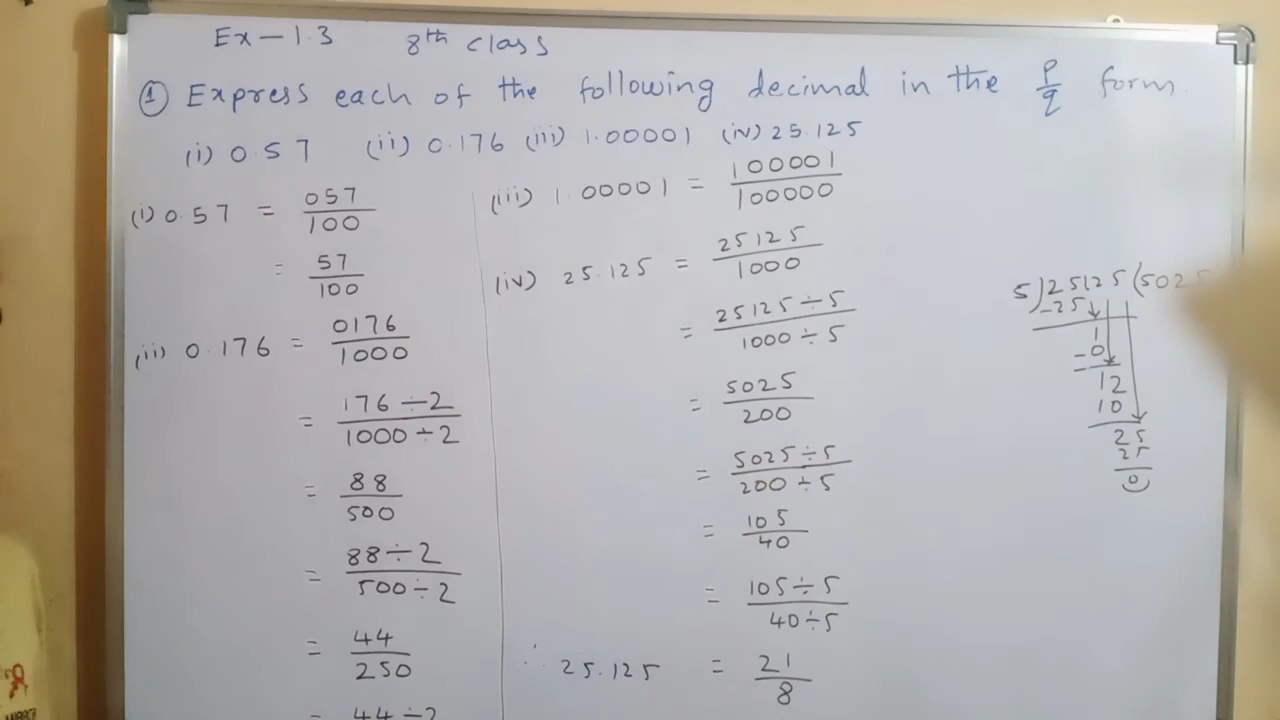 Ex-1.3 8th class
① Express each of the following decimal in the p/q form.
(i) 0.57 (ii) 0.176 (iii) 1.00001 (iv) 25.125
(i) 0.57 = 057/100
= 57/100
(ii) 0.176 = 0176/1000
= 176÷2/1000÷2
= 88/500
= 88÷2/500÷2
= 44/250
= 44÷2
(iii) 1.00001 = 100001/100000
(iv) 25.125 = 25125/1000
= 25125÷5/1000÷5
= 5025/200
= 5025÷5/200÷5
= 105/40
= 105÷5/40÷5
∴ 25.125 = 21/8
5)25125(5025
-25
1
-0
12
10
25
25
0